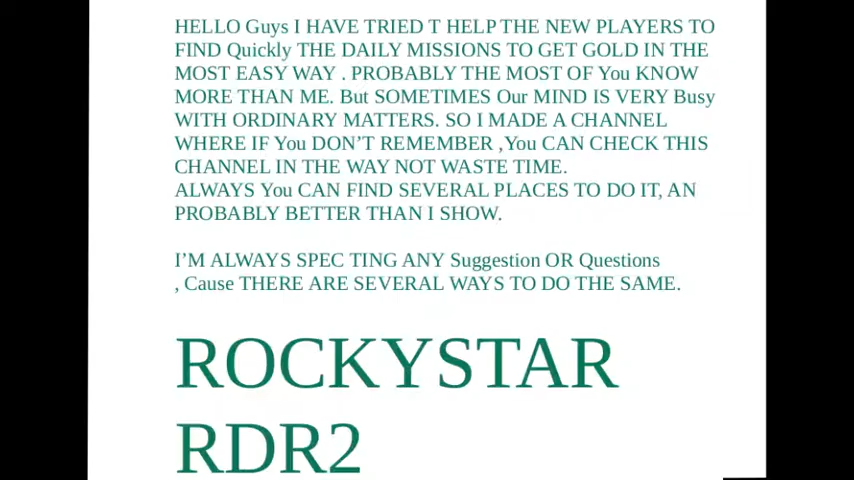 HELLO Guys I HAVE TRIED T HELP THE NEW PLAYERS TO
FIND Quickly THE DAILY MISSIONS TO GET GOLD IN THE
MOST EASY WAY . PROBABLY THE MOST OF You KNOW
MORE THAN ME. But SOMETIMES Our MIND IS VERY Busy
WITH ORDINARY MATTERS. SO I MADE A CHANNEL
WHERE IF You DON’T REMEMBER ,You CAN CHECK THIS
CHANNEL IN THE WAY NOT WASTE TIME.
ALWAYS You CAN FIND SEVERAL PLACES TO DO IT, AN
PROBABLY BETTER THAN I SHOW.
I’M ALWAYS SPEC TING ANY Suggestion OR Questions
, Cause THERE ARE SEVERAL WAYS TO DO THE SAME.
ROCKYSTAR
RDR2